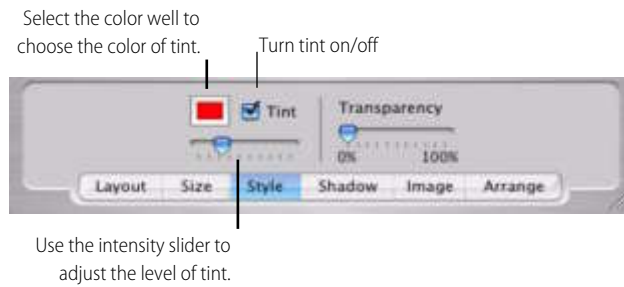 Select the color well to
choose the color of tint.
Turn tint on/off
Tint
Transparency
0% 100%
Layout Size Style Shadow Image Arrange
Use the intensity slider to
adjust the level of tint.